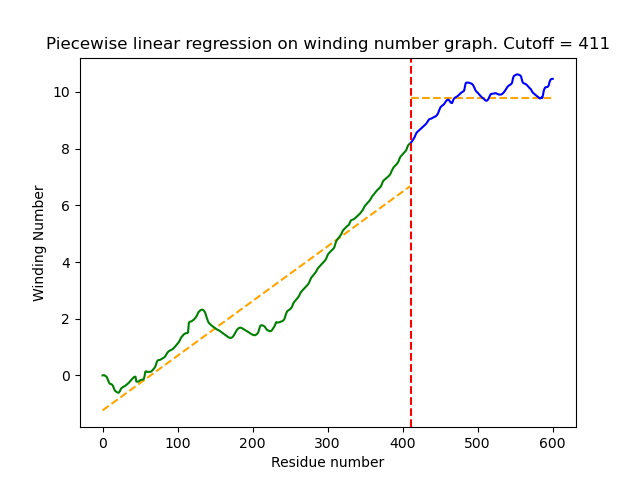 Piecewise linear regression on winding number graph. Cutoff = 411
10
8
6
4
2
0
Winding Number
0 100 200 300 400 500 600
Residue number